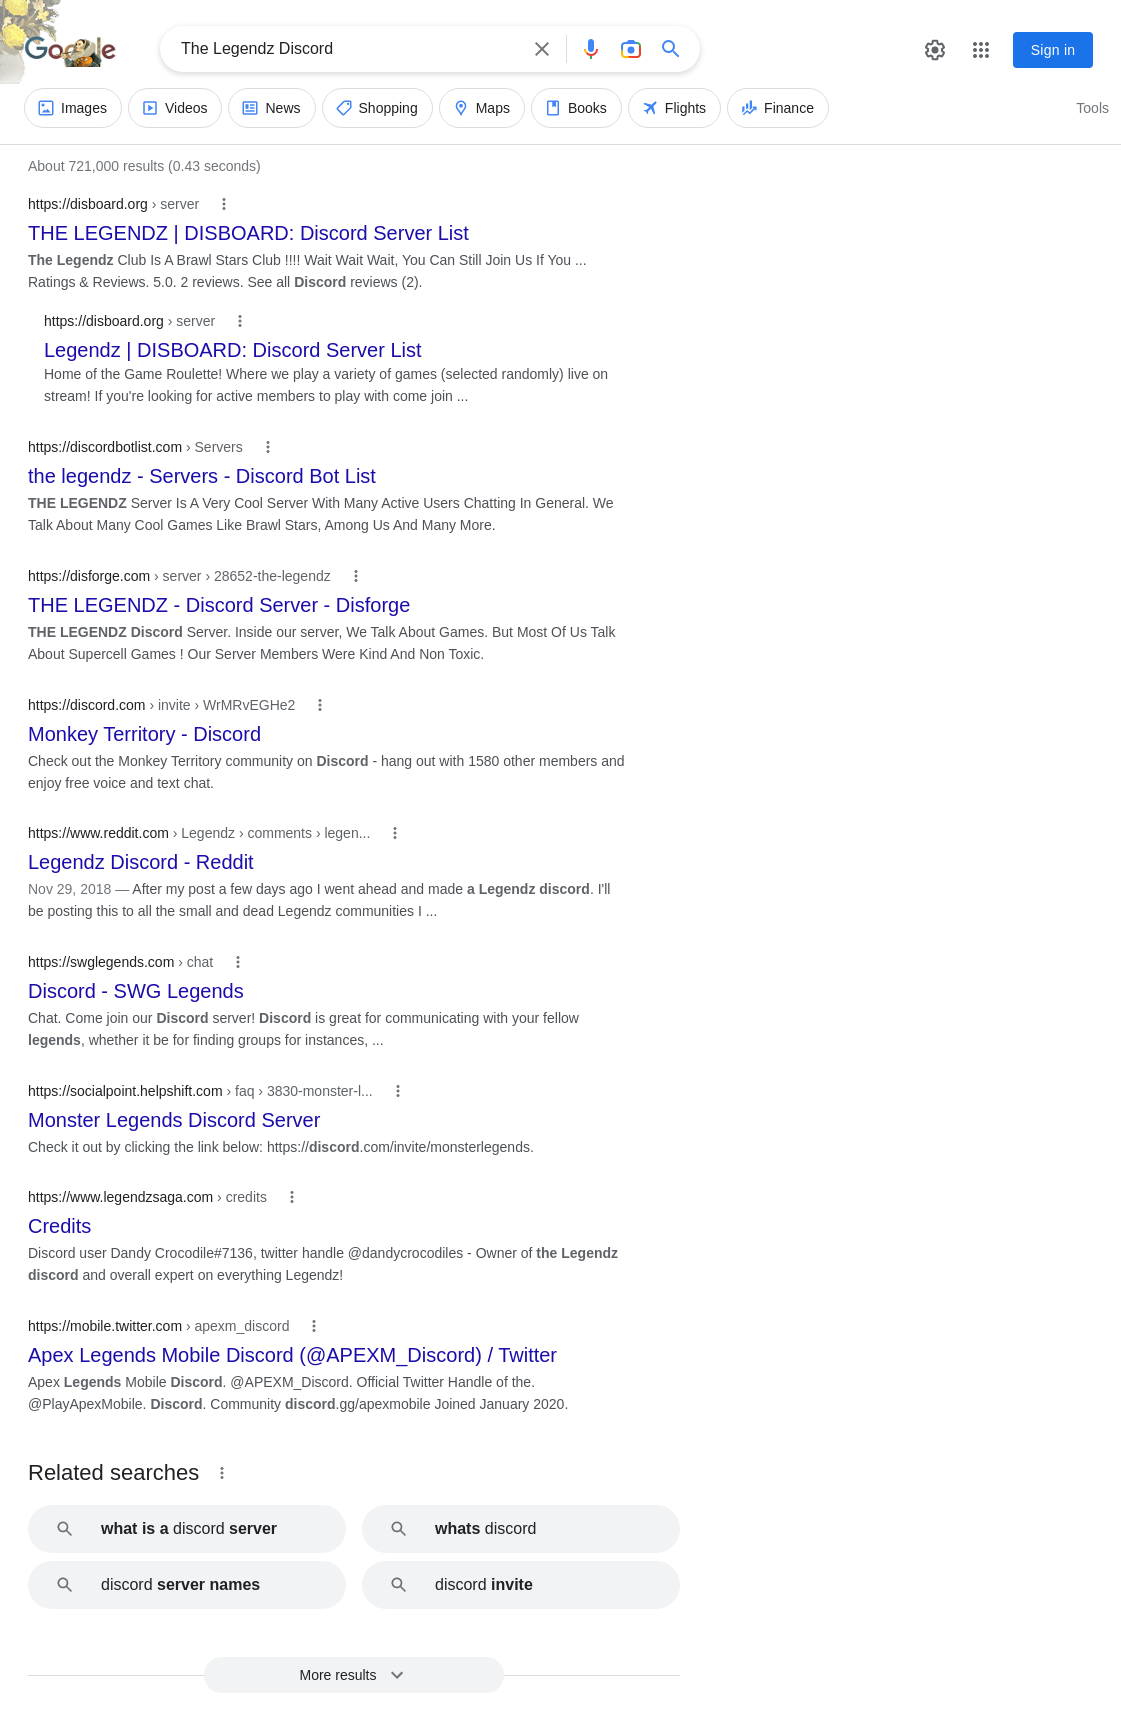 Google
The Legendz Discord
Sign in
Images Videos News Shopping Maps Books Flights Finance Tools
About 721,000 results (0.43 seconds)
https://disboard.org › server
THE LEGENDZ | DISBOARD: Discord Server List
The Legendz Club Is A Brawl Stars Club !!!! Wait Wait Wait, You Can Still Join Us If You ...
Ratings & Reviews. 5.0. 2 reviews. See all Discord reviews (2).
https://disboard.org › server
Legendz | DISBOARD: Discord Server List
Home of the Game Roulette! Where we play a variety of games (selected randomly) live on
stream! If you're looking for active members to play with come join ...
https://discordbotlist.com › Servers
the legendz - Servers - Discord Bot List
THE LEGENDZ Server Is A Very Cool Server With Many Active Users Chatting In General. We
Talk About Many Cool Games Like Brawl Stars, Among Us And Many More.
https://disforge.com › server › 28652-the-legendz
THE LEGENDZ - Discord Server - Disforge
THE LEGENDZ Discord Server. Inside our server, We Talk About Games. But Most Of Us Talk
About Supercell Games ! Our Server Members Were Kind And Non Toxic.
https://discord.com › invite › WrMRvEGHe2
Monkey Territory - Discord
Check out the Monkey Territory community on Discord - hang out with 1580 other members and
enjoy free voice and text chat.
https://www.reddit.com › Legendz › comments › legen...
Legendz Discord - Reddit
Nov 29, 2018 — After my post a few days ago I went ahead and made a Legendz discord. I'll
be posting this to all the small and dead Legendz communities I ...
https://swglegends.com › chat
Discord - SWG Legends
Chat. Come join our Discord server! Discord is great for communicating with your fellow
legends, whether it be for finding groups for instances, ...
https://socialpoint.helpshift.com › faq › 3830-monster-l...
Monster Legends Discord Server
Check it out by clicking the link below: https://discord.com/invite/monsterlegends.
https://www.legendzsaga.com › credits
Credits
Discord user Dandy Crocodile#7136, twitter handle @dandycrocodiles - Owner of the Legendz
discord and overall expert on everything Legendz!
https://mobile.twitter.com › apexm_discord
Apex Legends Mobile Discord (@APEXM_Discord) / Twitter
Apex Legends Mobile Discord. @APEXM_Discord. Official Twitter Handle of the.
@PlayApexMobile. Discord. Community discord.gg/apexmobile Joined January 2020.
Related searches
what is a discord server
whats discord
discord server names
discord invite
More results